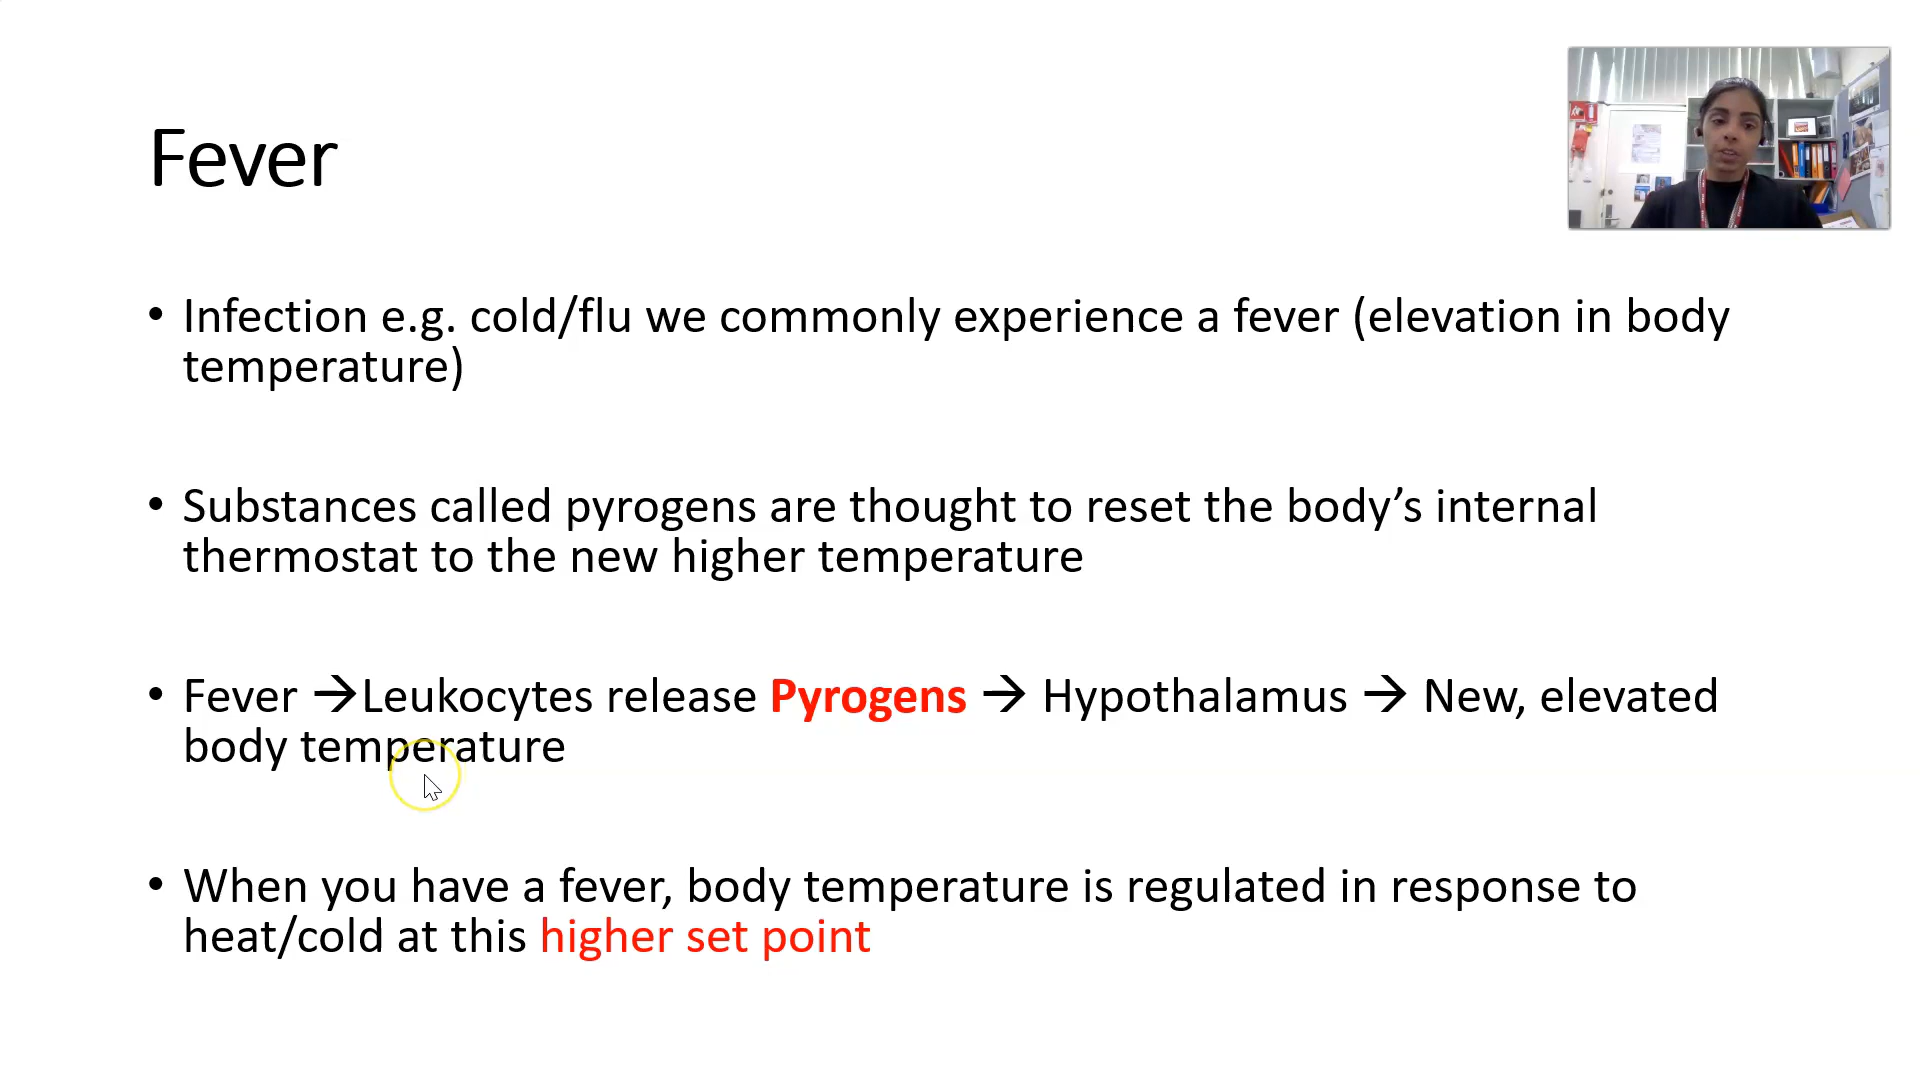 Fever
• Infection e.g. cold/flu we commonly experience a fever (elevation in body
temperature)
• Substances called pyrogens are thought to reset the body’s internal
thermostat to the new higher temperature
• Fever →Leukocytes release Pyrogens → Hypothalamus → New, elevated
body temperature
• When you have a fever, body temperature is regulated in response to
heat/cold at this higher set point